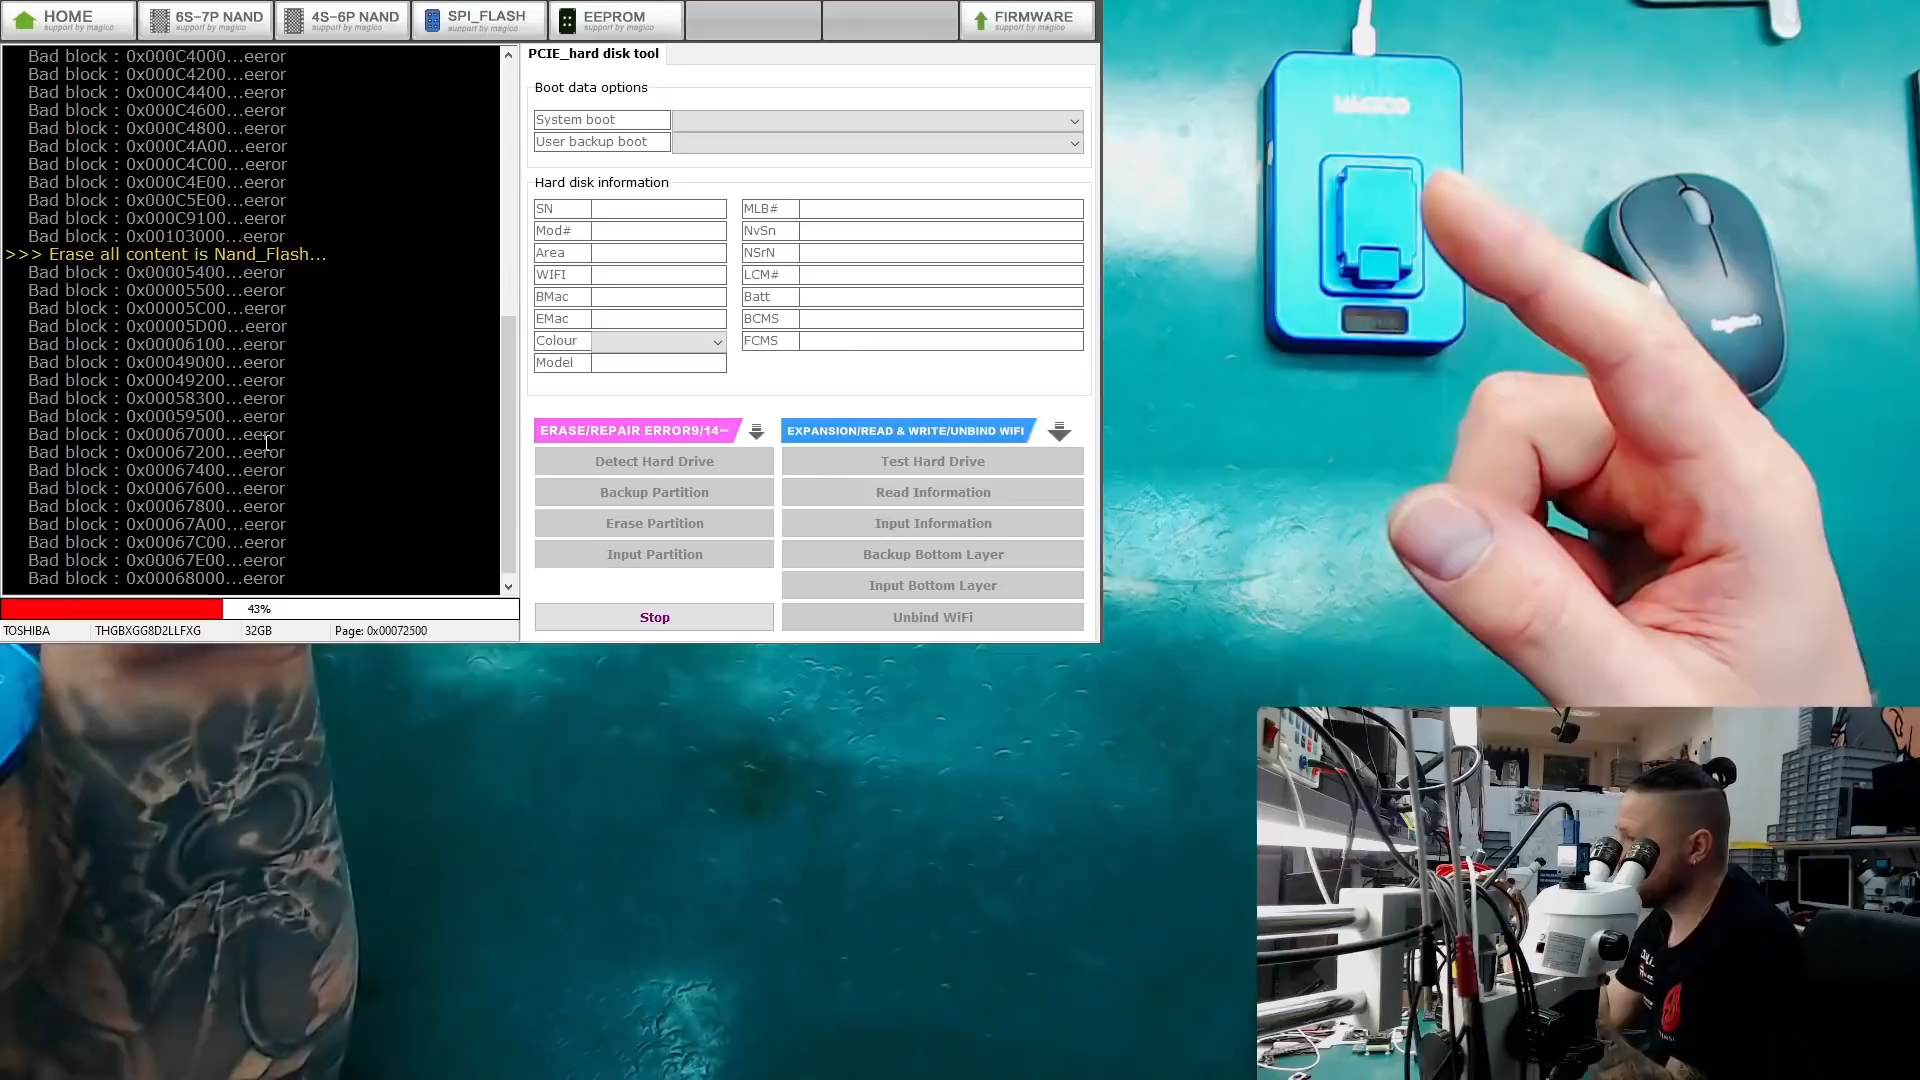 HOME
support by magico
6S-7P NAND
support by magico
4S-6P NAND
support by magico
SPI_FLASH
support by magico
EEPROM
support by magico
FIRMWARE
support by magico
Bad block : 0x000C4000...eeror
Bad block : 0x000C4200...eeror
Bad block : 0x000C4400...eeror
Bad block : 0x000C4600...eeror
Bad block : 0x000C4800...eeror
Bad block : 0x000C4A00...eeror
Bad block : 0x000C4C00...eeror
Bad block : 0x000C4E00...eeror
Bad block : 0x000C5E00...eeror
Bad block : 0x000C9100...eeror
Bad block : 0x00103000...eeror
>>> Erase all content is Nand_Flash...
Bad block : 0x00005400...eeror
Bad block : 0x00005500...eeror
Bad block : 0x00005C00...eeror
Bad block : 0x00005D00...eeror
Bad block : 0x00006100...eeror
Bad block : 0x00049000...eeror
Bad block : 0x00049200...eeror
Bad block : 0x00058300...eeror
Bad block : 0x00059500...eeror
Bad block : 0x00067000...eeror
Bad block : 0x00067200...eeror
Bad block : 0x00067400...eeror
Bad block : 0x00067600...eeror
Bad block : 0x00067800...eeror
Bad block : 0x00067A00...eeror
Bad block : 0x00067C00...eeror
Bad block : 0x00067E00...eeror
Bad block : 0x00068000...eeror
43%
TOSHIBA THGBXGG8D2LLFXG 32GB Page: 0x00072500
PCIE_hard disk tool
Boot data options
System boot
User backup boot
Hard disk information
SN MLB#
Mod# NvSn
Area NSrN
WIFI LCM#
BMac Batt
EMac BCMS
Colour FCMS
Model
ERASE/REPAIR ERROR9/14··· EXPANSION/READ & WRITE/UNBIND WIFI
Detect Hard Drive Test Hard Drive
Backup Partition Read Information
Erase Partition Input Information
Input Partition Backup Bottom Layer
Input Bottom Layer
Stop Unbind WiFi
MAGICO
logitech